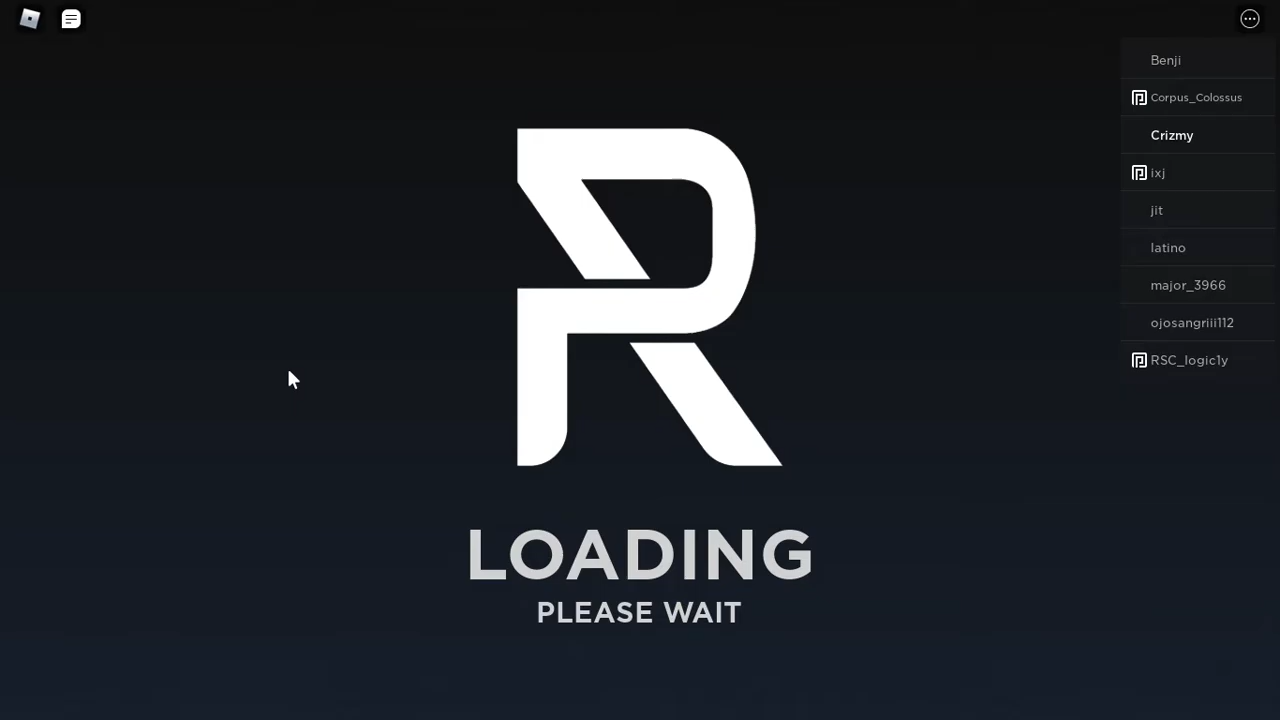 Benji
Corpus_Colossus
Crizmy
ixj
jit
latino
major_3966
ojosangriii112
RSC_logic1y
R
LOADING
PLEASE WAIT